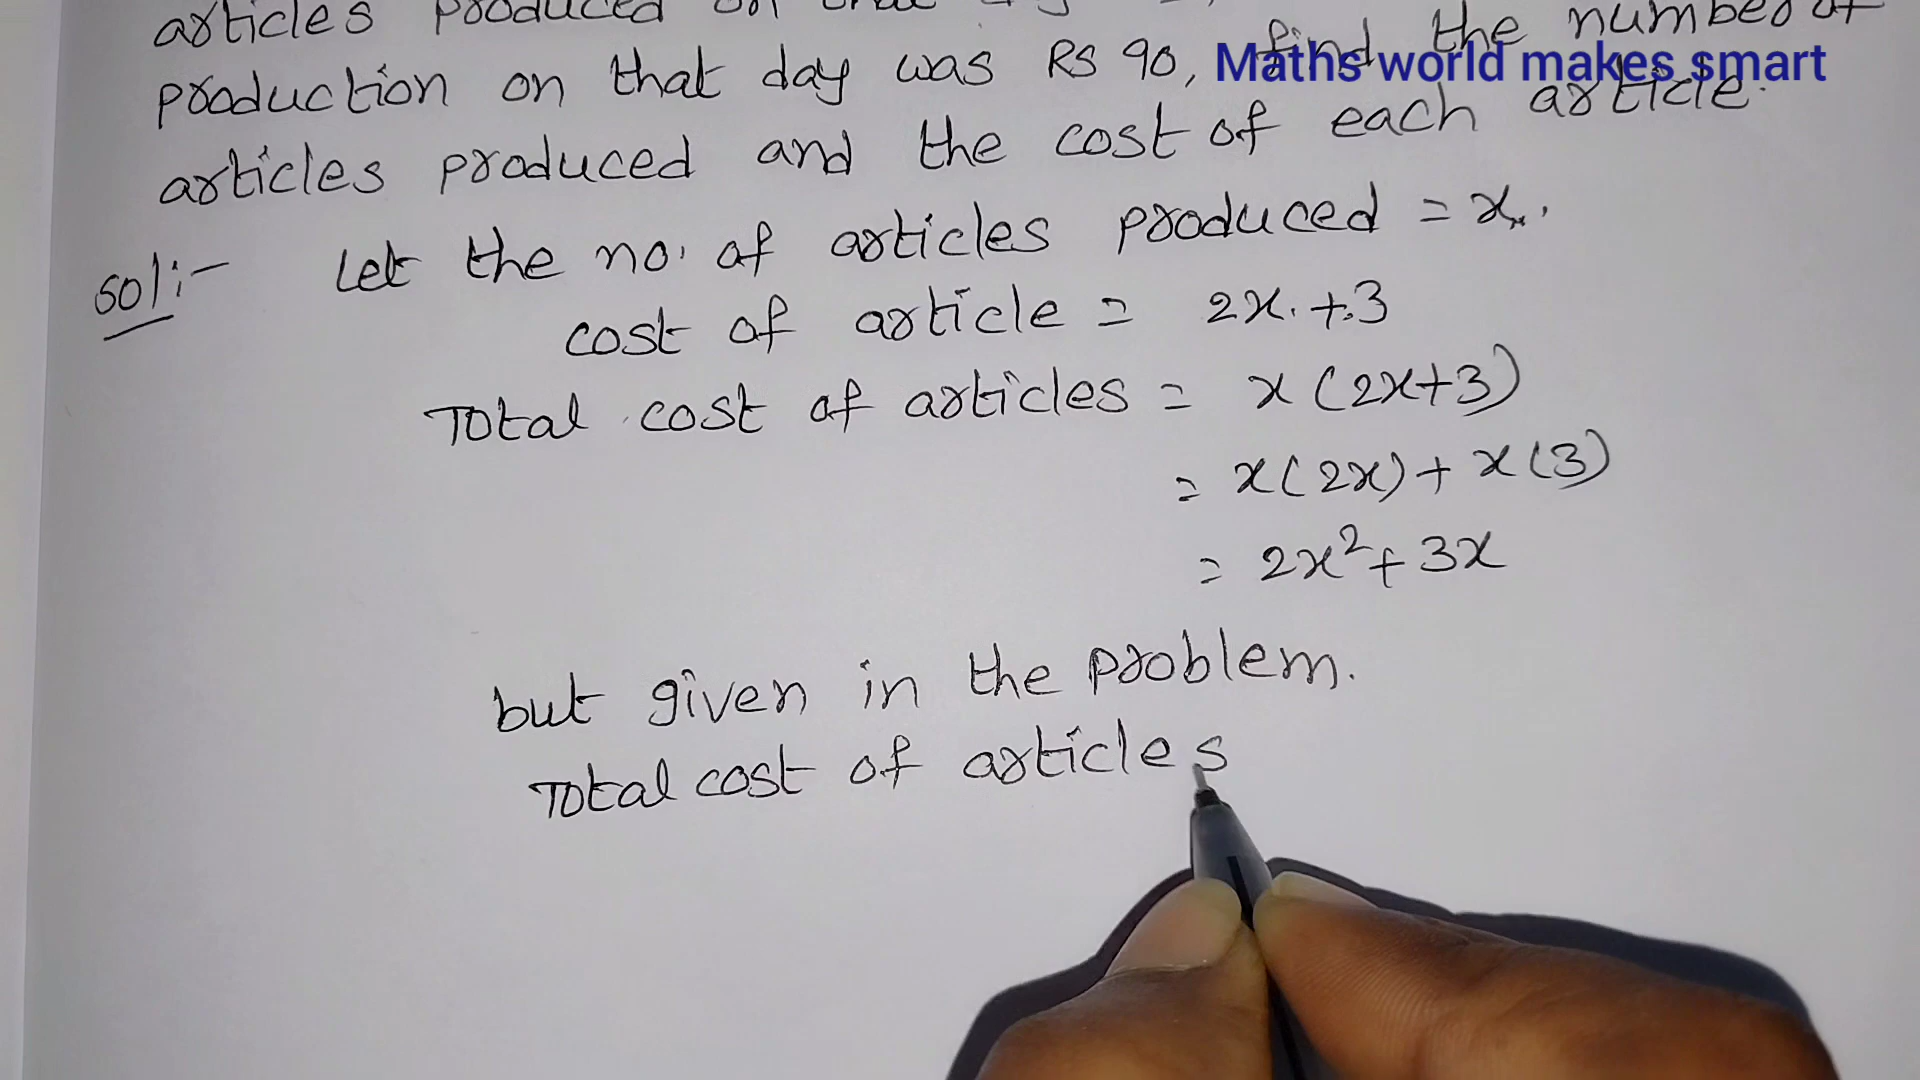 articles produced on that
production on that day was RS 90, find the number of
Maths world makes smart
articles produced and the cost of each article.
sol:- Let the no. of articles produced = x.
cost of article = 2x + 3
Total cost of articles = x (2x+3)
= x(2x) + x(3)
= 2x² + 3x
but given in the problem.
Total cost of articles